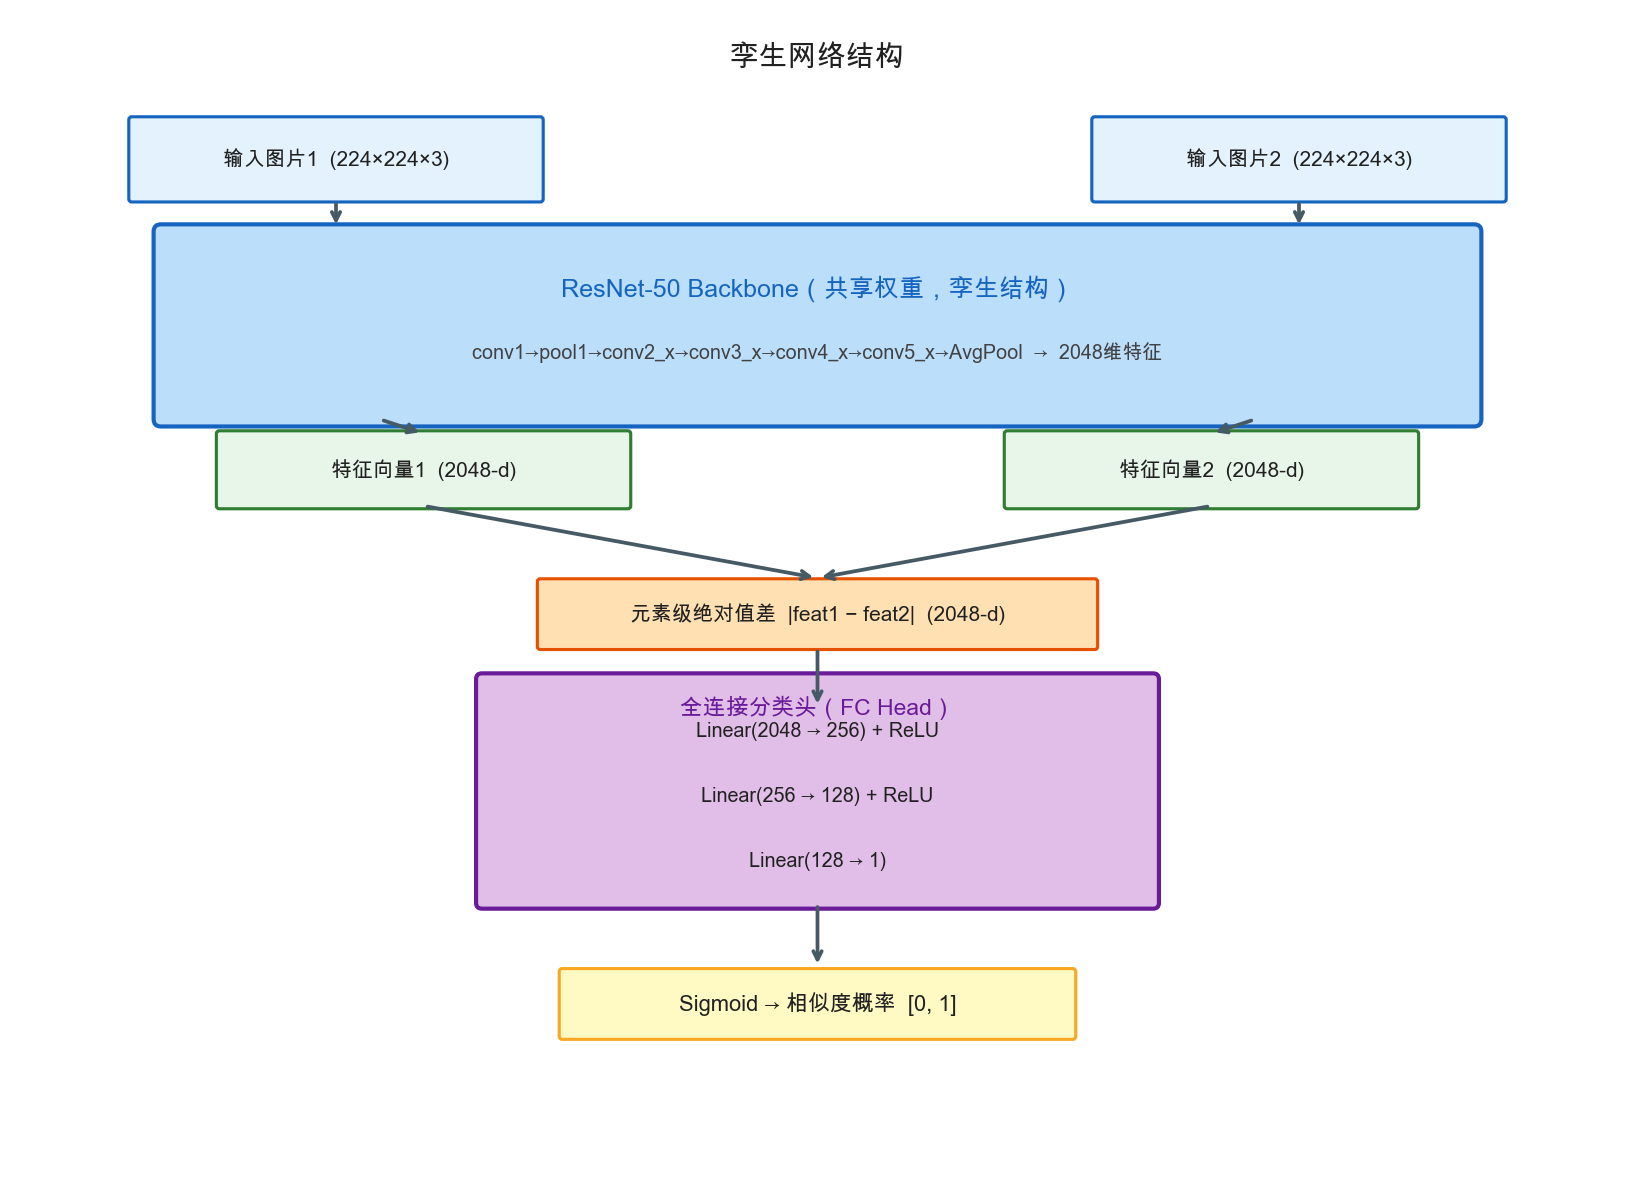 孪生网络结构
输入图片1 (224×224×3)
输入图片2 (224×224×3)
ResNet-50 Backbone（共享权重，孪生结构）
conv1→pool1→conv2_x→conv3_x→conv4_x→conv5_x→AvgPool → 2048维特征
特征向量1 (2048-d)
特征向量2 (2048-d)
元素级绝对值差 |feat1 − feat2| (2048-d)
全连接分类头（FC Head）
Linear(2048→256) + ReLU
Linear(256→128) + ReLU
Linear(128→1)
Sigmoid→相似度概率 [0, 1]